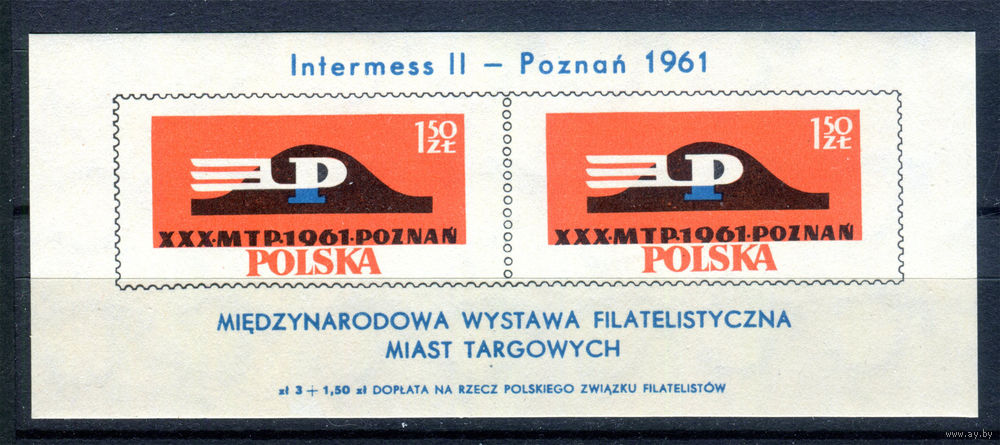 Intermess II – Poznań 1961
1 50 ZŁ
P
XXX·MTP·1961·POZNAŃ
POLSKA
1 50 ZŁ
P
XXX·MTP·1961·POZNAŃ
POLSKA
MIĘDZYNARODOWA WYSTAWA FILATELISTYCZNA
MIAST TARGOWYCH
zł 3 + 1,50 zł DOPŁATA NA RZECZ POLSKIEGO ZWIĄZKU FILATELISTÓW
www.ay.by